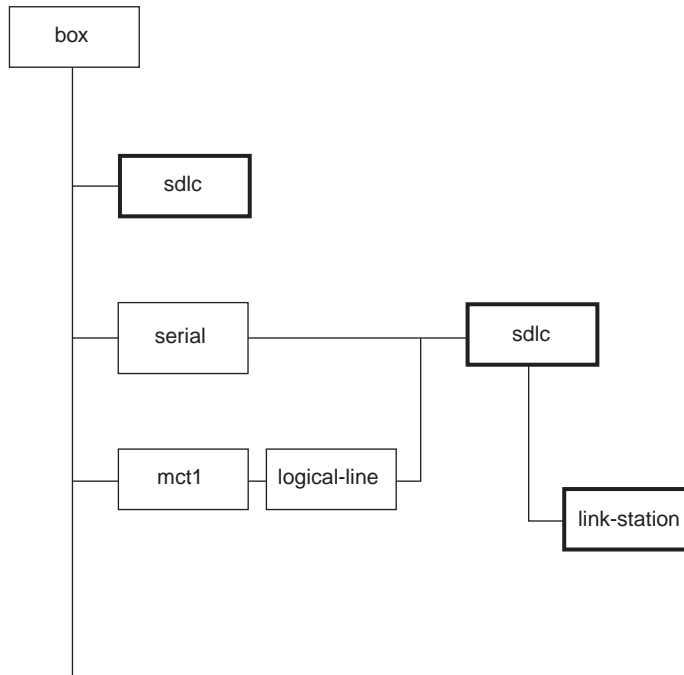 box
sdlc
serial
sdlc
mct1
logical-line
link-station